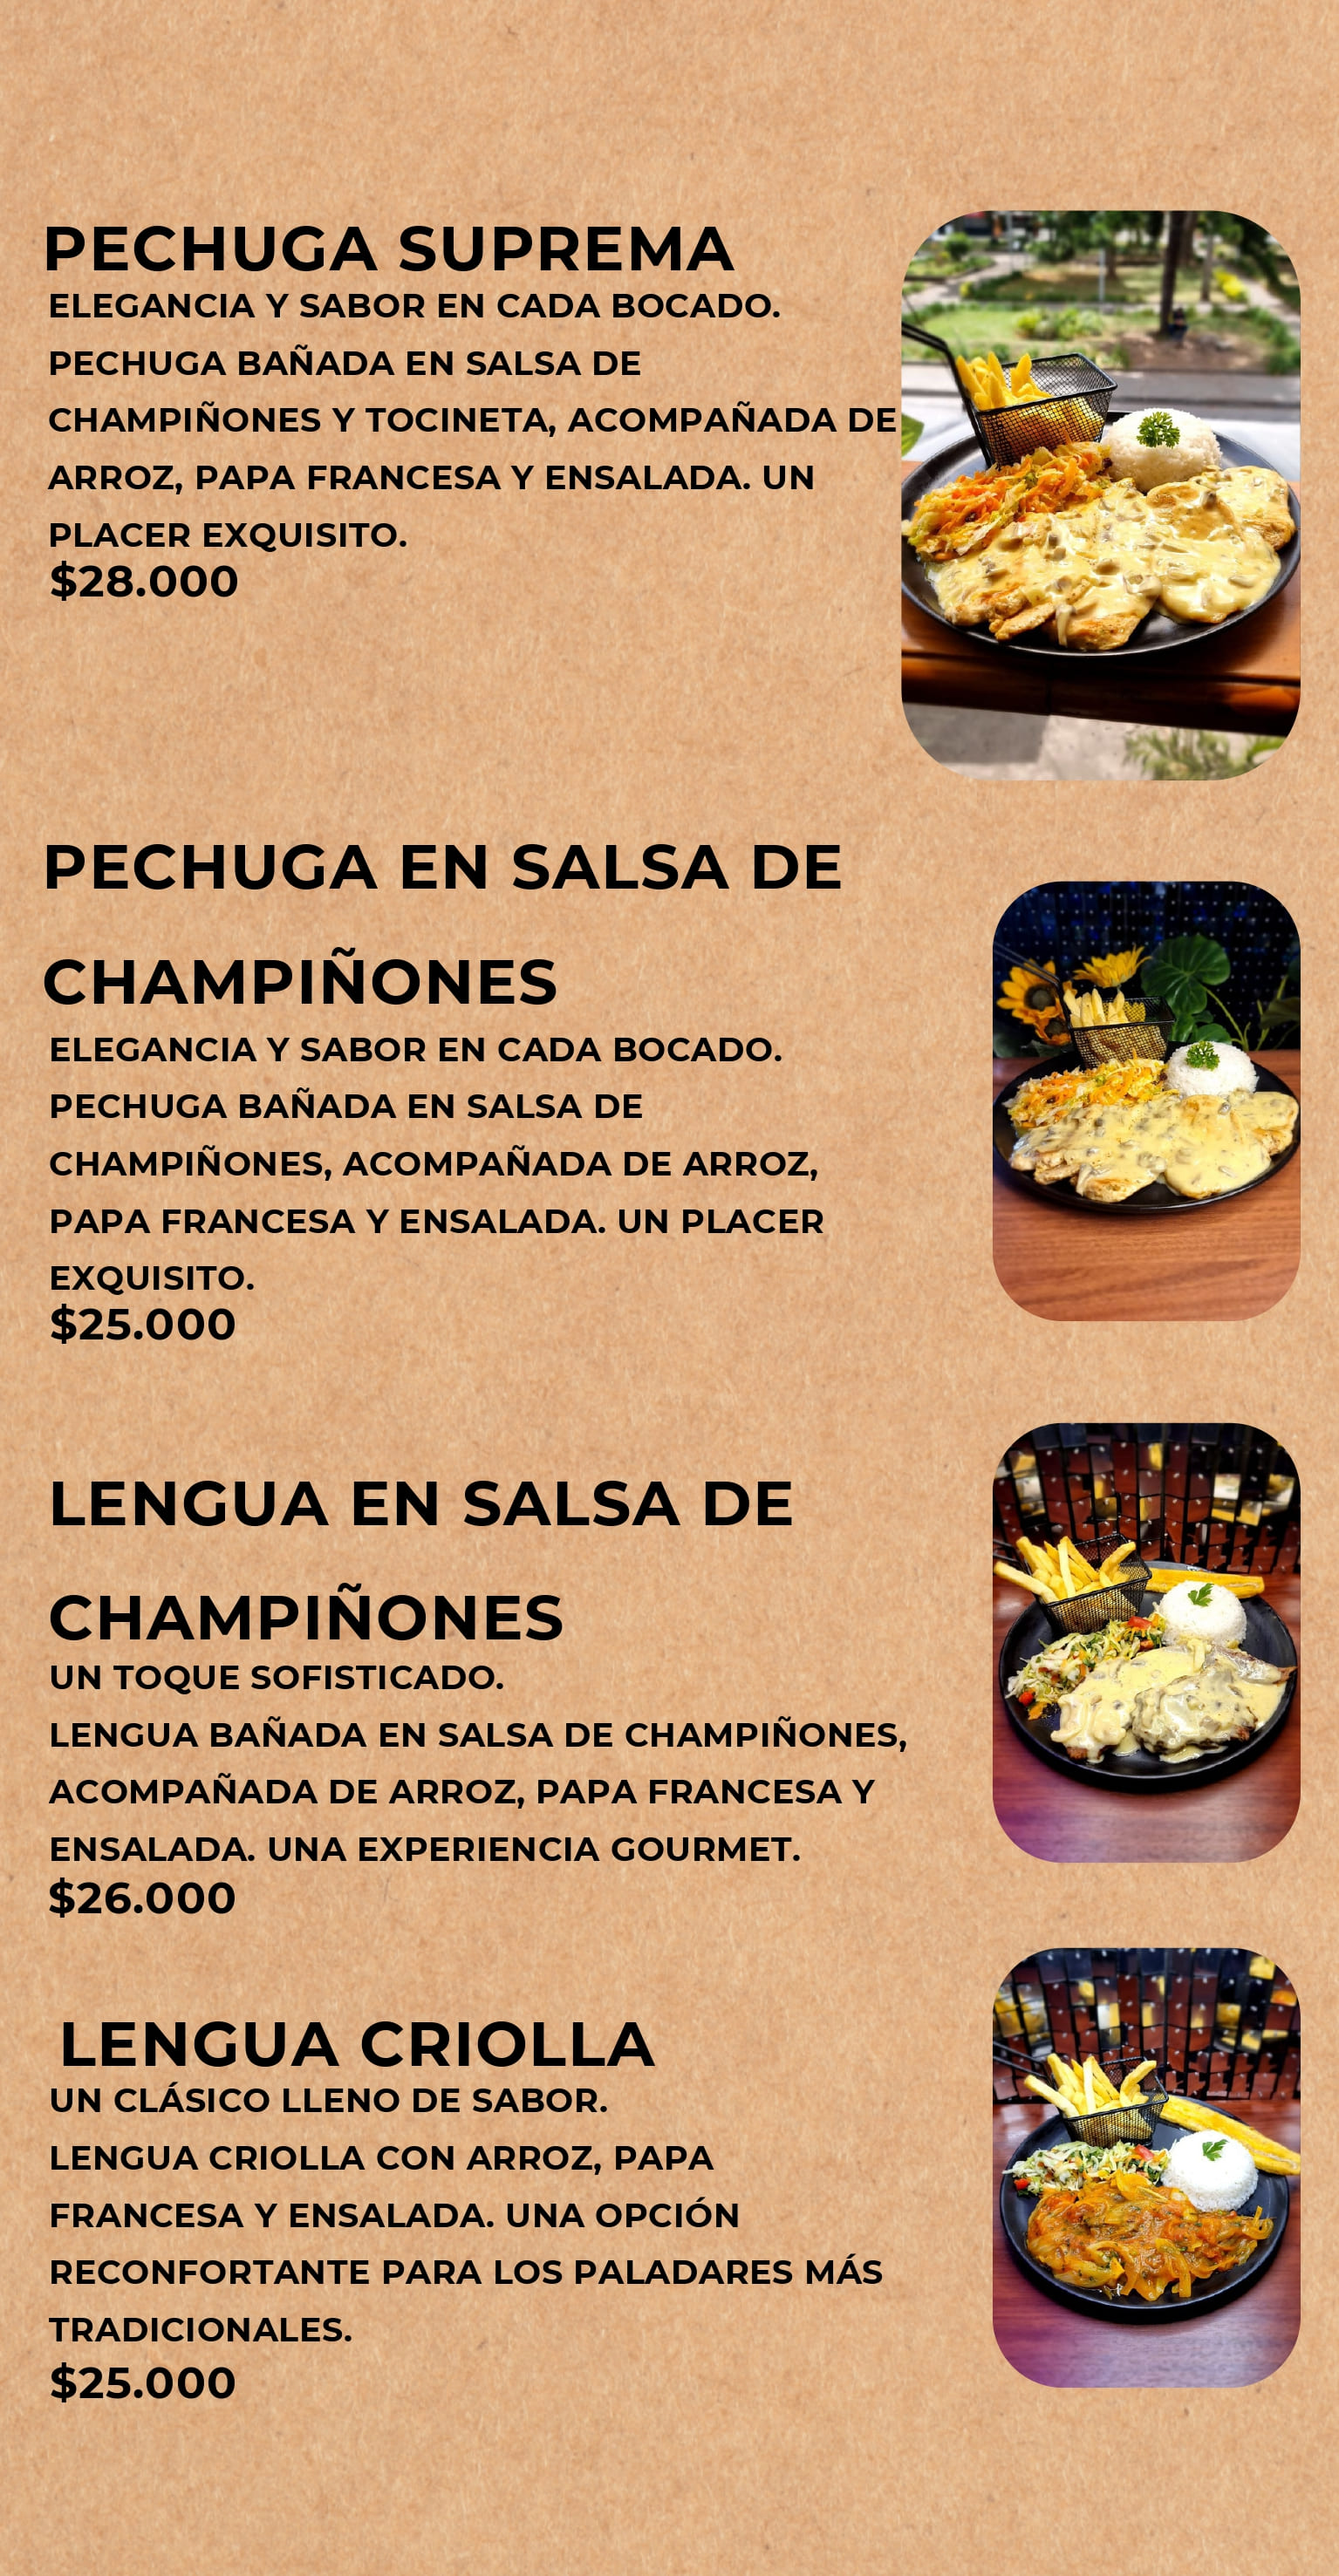 PECHUGA SUPREMA
ELEGANCIA Y SABOR EN CADA BOCADO.
PECHUGA BAÑADA EN SALSA DE
CHAMPIÑONES Y TOCINETA, ACOMPAÑADA DE
ARROZ, PAPA FRANCESA Y ENSALADA. UN
PLACER EXQUISITO.
$28.000
PECHUGA EN SALSA DE
CHAMPIÑONES
ELEGANCIA Y SABOR EN CADA BOCADO.
PECHUGA BAÑADA EN SALSA DE
CHAMPIÑONES, ACOMPAÑADA DE ARROZ,
PAPA FRANCESA Y ENSALADA. UN PLACER
EXQUISITO.
$25.000
LENGUA EN SALSA DE
CHAMPIÑONES
UN TOQUE SOFISTICADO.
LENGUA BAÑADA EN SALSA DE CHAMPIÑONES,
ACOMPAÑADA DE ARROZ, PAPA FRANCESA Y
ENSALADA. UNA EXPERIENCIA GOURMET.
$26.000
LENGUA CRIOLLA
UN CLÁSICO LLENO DE SABOR.
LENGUA CRIOLLA CON ARROZ, PAPA
FRANCESA Y ENSALADA. UNA OPCIÓN
RECONFORTANTE PARA LOS PALADARES MÁS
TRADICIONALES.
$25.000